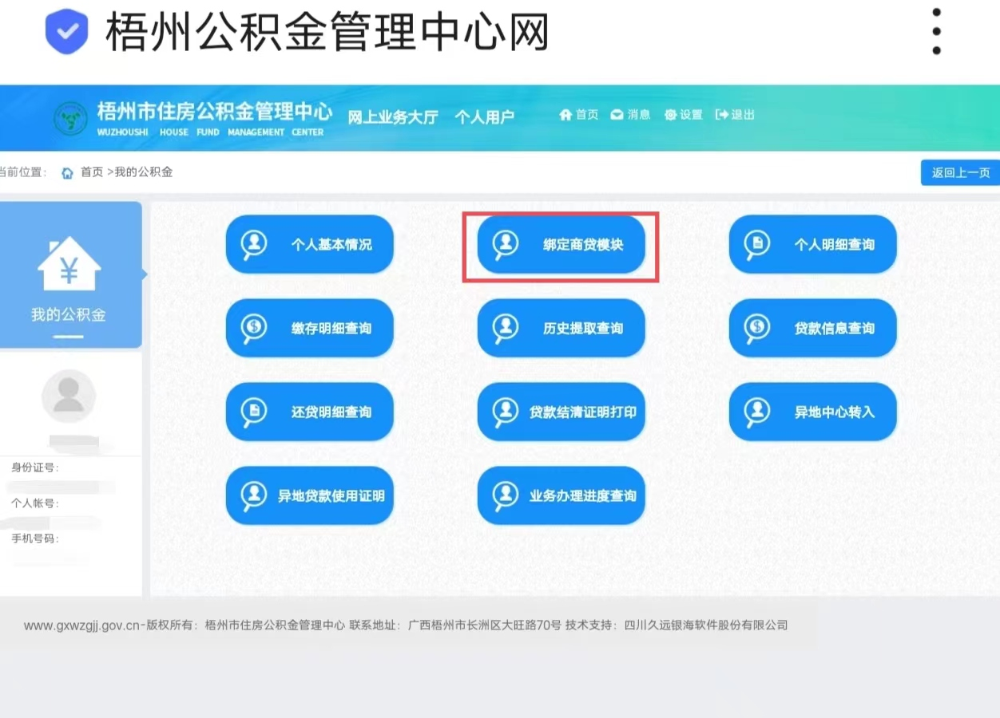 梧州公积金管理中心网
梧州市住房公积金管理中心
WUZHOUSHI HOUSE FUND MANAGEMENT CENTER
网上业务大厅 个人用户
首页 消息 设置 退出
当前位置： 首页 >我的公积金
返回上一页
¥
我的公积金
身份证号：
个人帐号：
手机号码：
个人基本情况 绑定商贷模块 个人明细查询
缴存明细查询 历史提取查询 贷款信息查询
还贷明细查询 贷款结清证明打印 异地中心转入
异地贷款使用证明 业务办理进度查询
www.gxwzgjj.gov.cn-版权所有：梧州市住房公积金管理中心 联系地址：广西梧州市长洲区大旺路70号 技术支持：四川久远银海软件股份有限公司